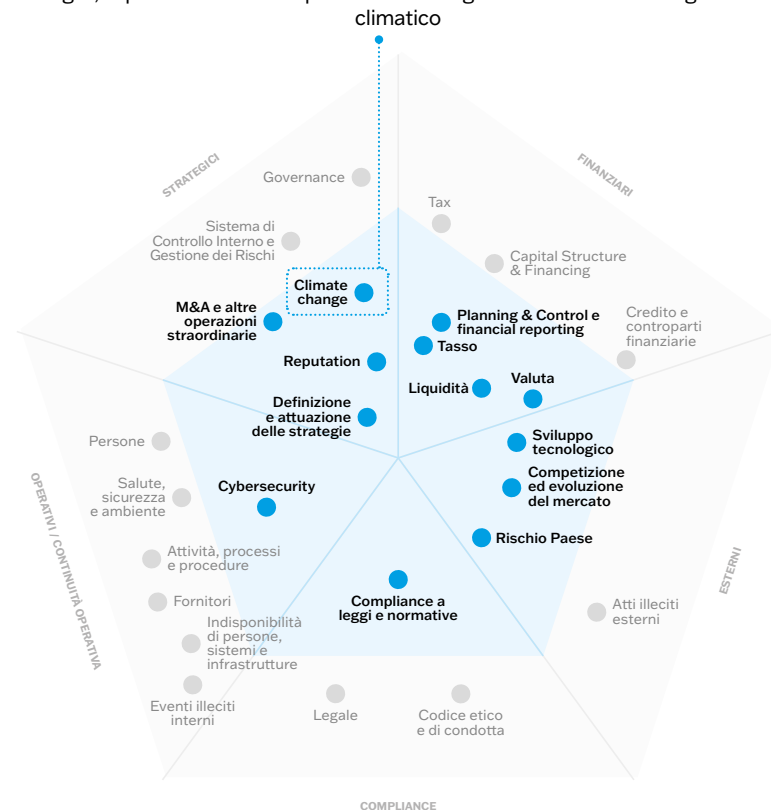 climatico
STRATEGICI
FINANZIARI
Governance
Tax
Sistema di
Controllo Interno e
Gestione dei Rischi
Capital Structure
& Financing
Climate
change
M&A e altre
operazioni
straordinarie
Planning & Control e
financial reporting
Credito e
controparti
finanziarie
Tasso
Reputation
Liquidità
Valuta
Definizione
e attuazione
delle strategie
Persone
Sviluppo
tecnologico
Salute,
sicurezza
e ambiente
Cybersecurity
Competizione
ed evoluzione
del mercato
OPERATIVI / CONTINUITÀ OPERATIVA
Attività, processi
e procedure
Rischio Paese
ESTERNI
Fornitori
Compliance a
leggi e normative
Atti illeciti
esterni
Indisponibilità
di persone,
sistemi e
infrastrutture
Eventi illeciti
interni
Legale
Codice etico
e di condotta
COMPLIANCE